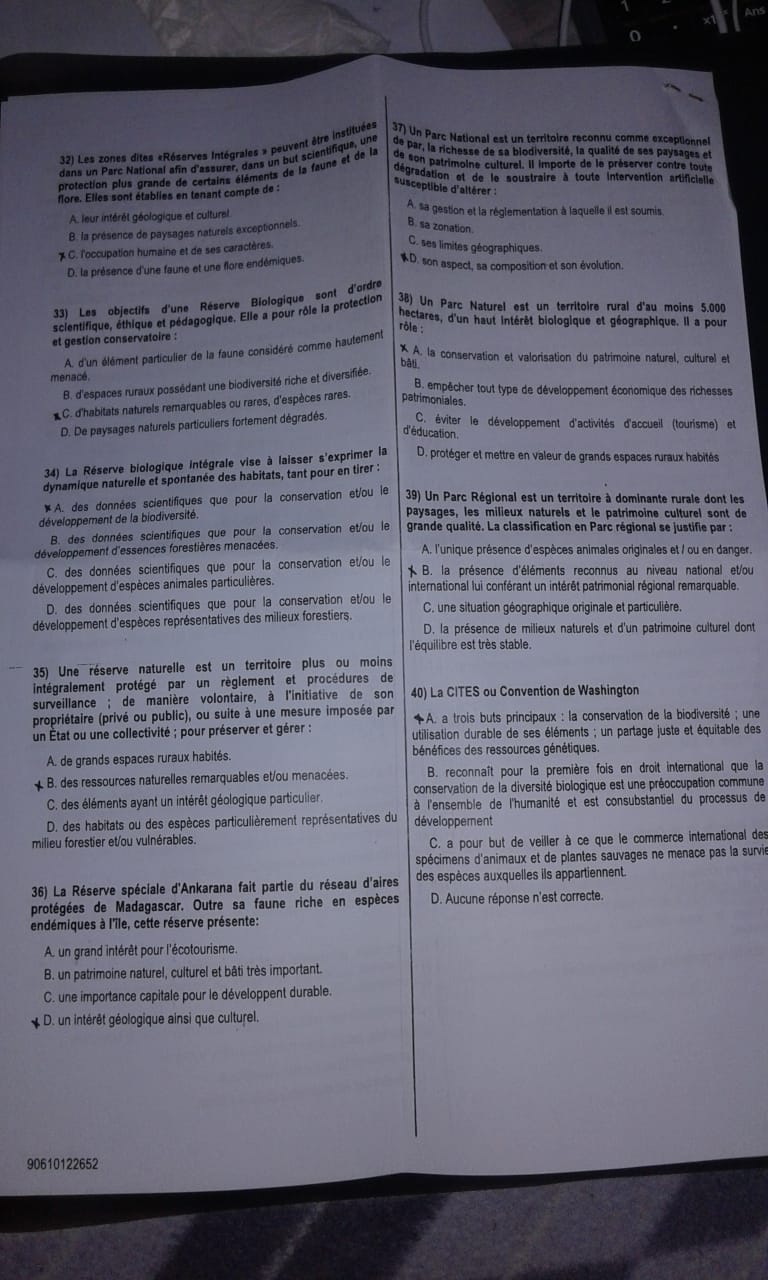 32) Les zones dites «Réserves Intégrales » peuvent être instituées
dans un Parc National afin d'assurer, dans un but scientifique, une
protection plus grande de certains éléments de la faune et de la
flore. Elles sont établies en tenant compte de :
A. leur intérêt géologique et culturel.
B. la présence de paysages naturels exceptionnels.
x C. l'occupation humaine et de ses caractères.
D. la présence d'une faune et une flore endémiques.
33) Les objectifs d'une Réserve Biologique sont d'ordre
scientifique, éthique et pédagogique. Elle a pour rôle la protection
et gestion conservatoire :
A. d'un élément particulier de la faune considéré comme hautement
menacé.
B. d'espaces ruraux possédant une biodiversité riche et diversifiée.
x C. d'habitats naturels remarquables ou rares, d'espèces rares.
D. De paysages naturels particuliers fortement dégradés.
34) La Réserve biologique intégrale vise à laisser s'exprimer la
dynamique naturelle et spontanée des habitats, tant pour en tirer :
x A. des données scientifiques que pour la conservation et/ou le
développement de la biodiversité.
B. des données scientifiques que pour la conservation et/ou le
développement d'essences forestières menacées.
C. des données scientifiques que pour la conservation et/ou le
développement d'espèces animales particulières.
D. des données scientifiques que pour la conservation et/ou le
développement d'espèces représentatives des milieux forestiers.
35) Une réserve naturelle est un territoire plus ou moins
intégralement protégé par un règlement et procédures de
surveillance ; de manière volontaire, à l'initiative de son
propriétaire (privé ou public), ou suite à une mesure imposée par
un État ou une collectivité ; pour préserver et gérer :
A. de grands espaces ruraux habités.
x B. des ressources naturelles remarquables et/ou menacées.
C. des éléments ayant un intérêt géologique particulier.
D. des habitats ou des espèces particulièrement représentatives du
milieu forestier et/ou vulnérables.
36) La Réserve spéciale d'Ankarana fait partie du réseau d'aires
protégées de Madagascar. Outre sa faune riche en espèces
endémiques à l'île, cette réserve présente:
A. un grand intérêt pour l'écotourisme.
B. un patrimoine naturel, culturel et bâti très important.
C. une importance capitale pour le développent durable.
x D. un intérêt géologique ainsi que culturel.
90610122652
37) Un Parc National est un territoire reconnu comme exceptionnel
de par, la richesse de sa biodiversité, la qualité de ses paysages et
de son patrimoine culturel. Il importe de le préserver contre toute
dégradation et de le soustraire à toute intervention artificielle
susceptible d'altérer :
A. sa gestion et la réglementation à laquelle il est soumis.
B. sa zonation.
C. ses limites géographiques.
x D. son aspect, sa composition et son évolution.
38) Un Parc Naturel est un territoire rural d'au moins 5.000
hectares, d'un haut intérêt biologique et géographique. Il a pour
rôle :
x A. la conservation et valorisation du patrimoine naturel, culturel et
bâti.
B. empêcher tout type de développement économique des richesses
patrimoniales.
C. éviter le développement d'activités d'accueil (tourisme) et
d'éducation.
D. protéger et mettre en valeur de grands espaces ruraux habités
39) Un Parc Régional est un territoire à dominante rurale dont les
paysages, les milieux naturels et le patrimoine culturel sont de
grande qualité. La classification en Parc régional se justifie par :
A. l'unique présence d'espèces animales originales et / ou en danger.
x B. la présence d'éléments reconnus au niveau national et/ou
international lui conférant un intérêt patrimonial régional remarquable.
C. une situation géographique originale et particulière.
D. la présence de milieux naturels et d'un patrimoine culturel dont
l'équilibre est très stable.
40) La CITES ou Convention de Washington
x A. a trois buts principaux : la conservation de la biodiversité ; une
utilisation durable de ses éléments ; un partage juste et équitable des
bénéfices des ressources génétiques.
B. reconnaît pour la première fois en droit international que la
conservation de la diversité biologique est une préoccupation commune
à l'ensemble de l'humanité et est consubstantiel du processus de
développement
C. a pour but de veiller à ce que le commerce international des
spécimens d'animaux et de plantes sauvages ne menace pas la survie
des espèces auxquelles ils appartiennent.
D. Aucune réponse n'est correcte.
1
0
.
Ans